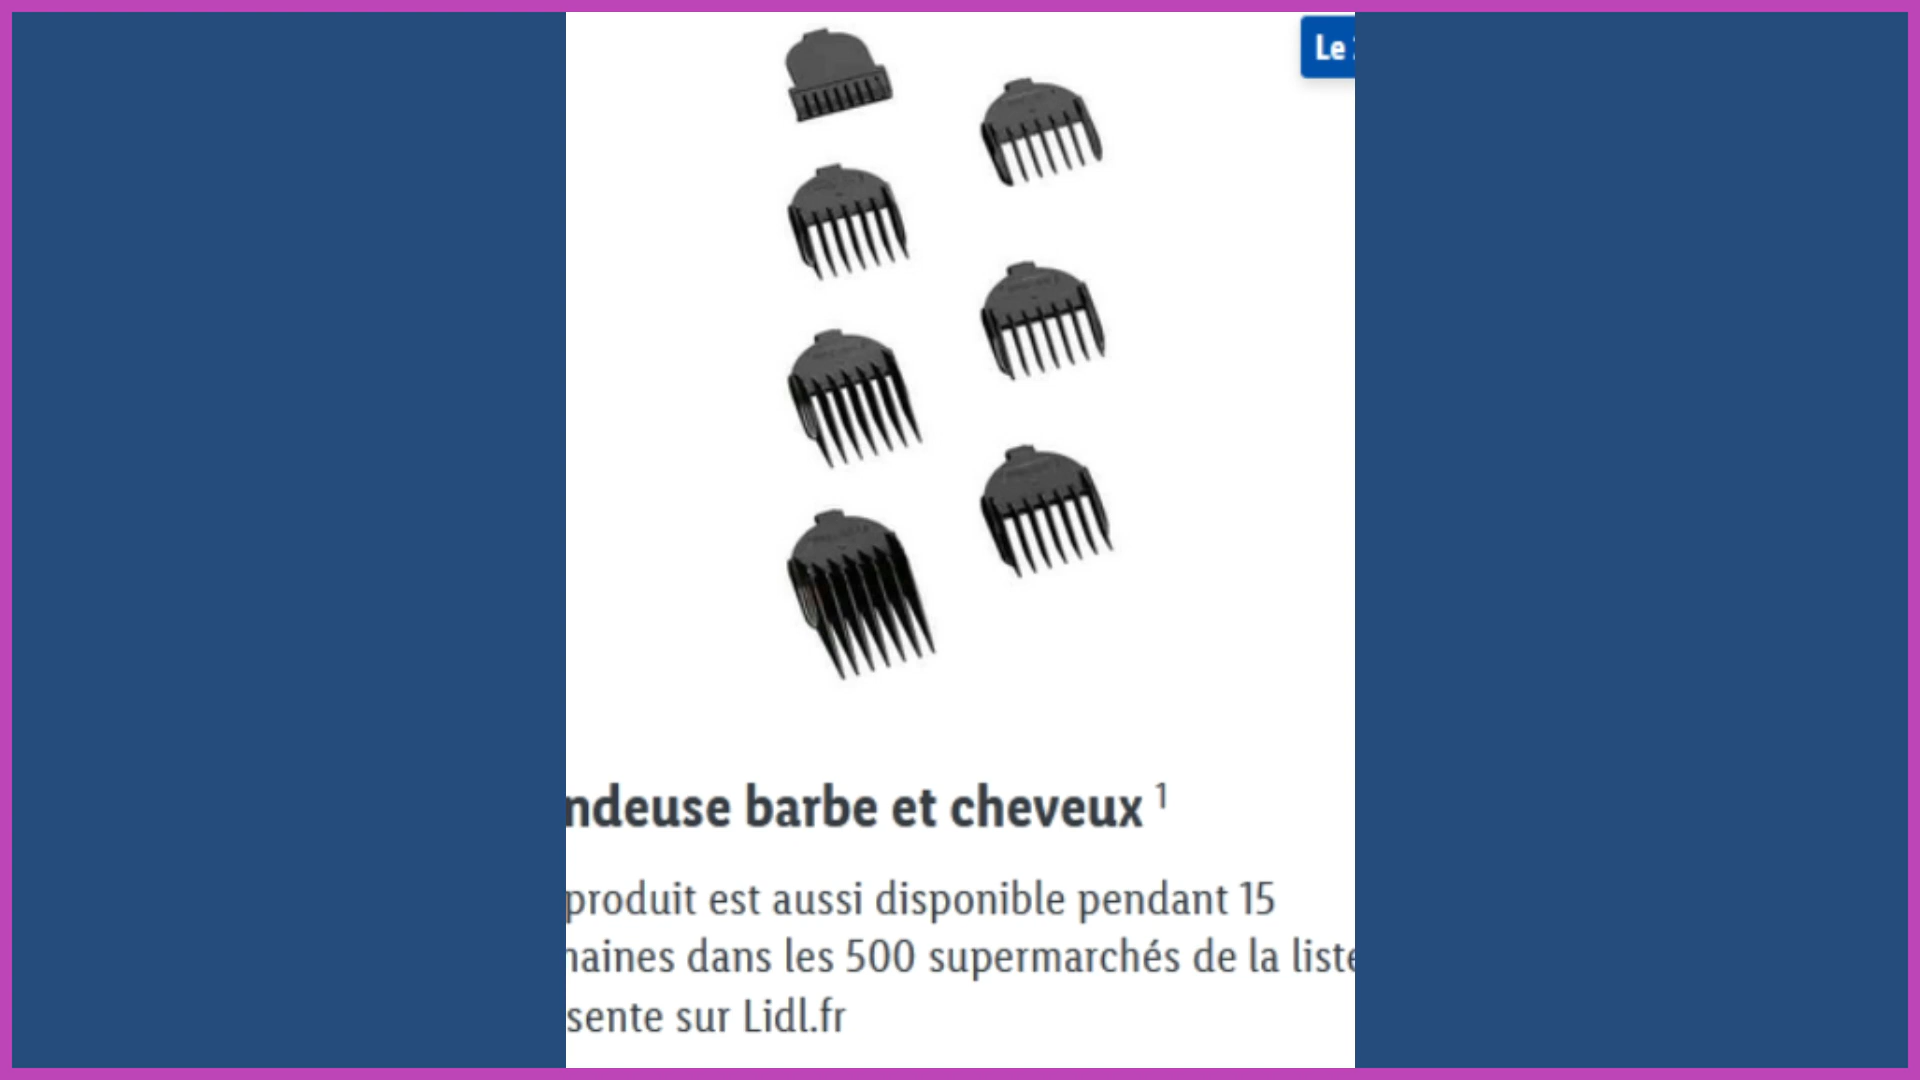 Le
ndeuse barbe et cheveux 1
produit est aussi disponible pendant 15
naines dans les 500 supermarchés de la liste
sente sur Lidl.fr